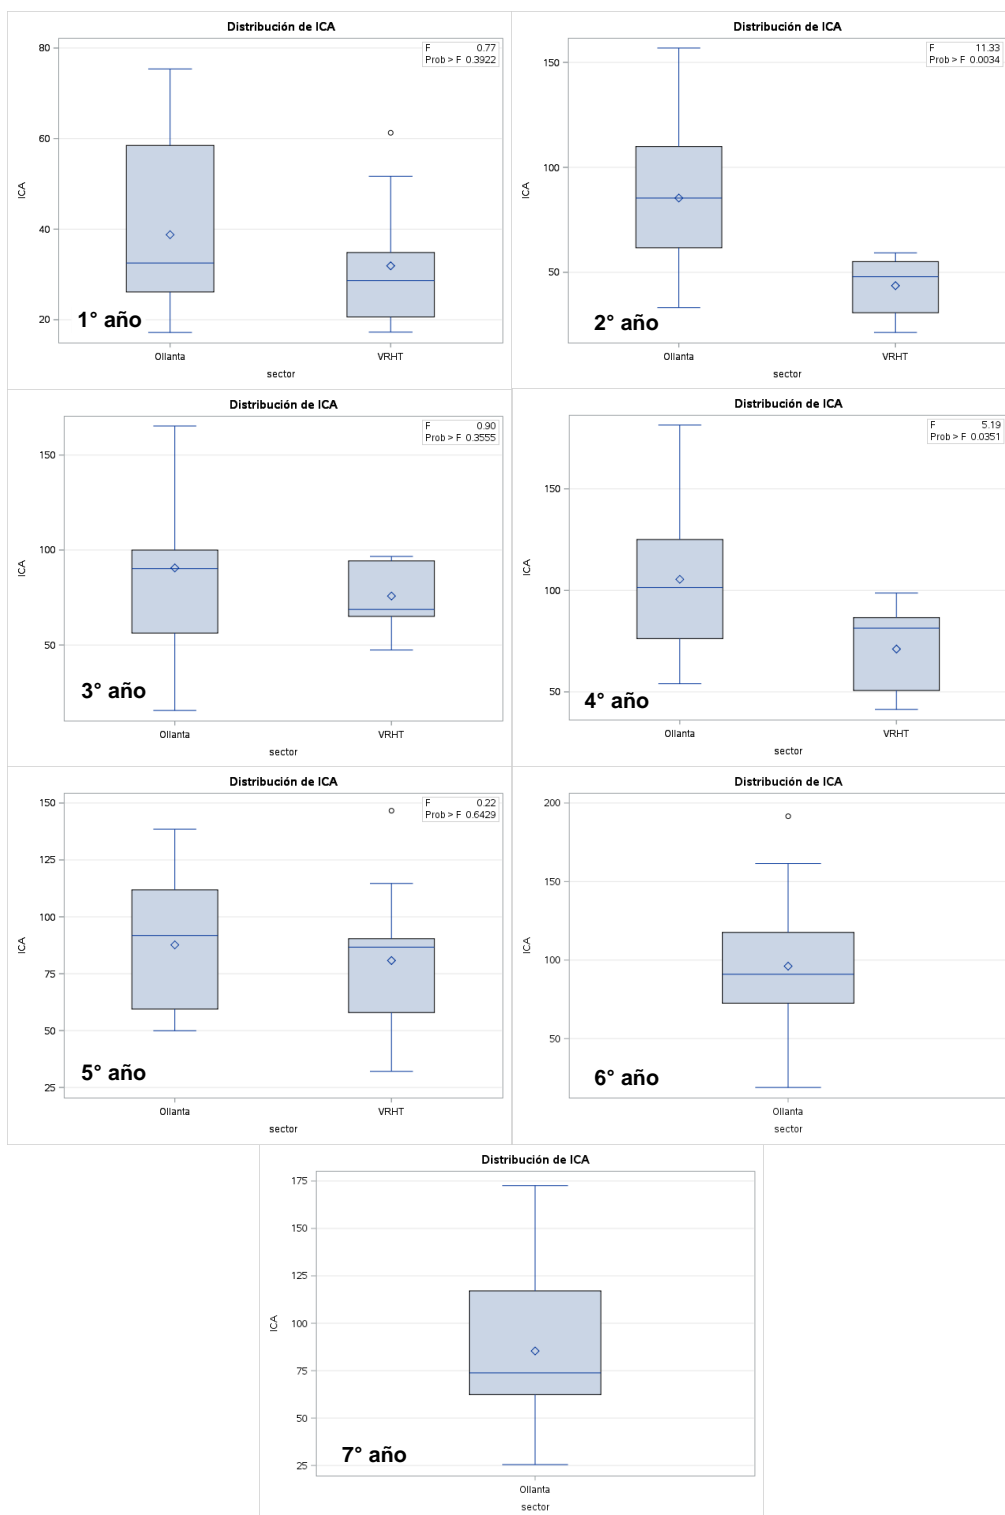 Distribución de ICA
F 0.77
Prob > F 0.3922
80
60
40
20
ICA
1° año
Ollanta VRHT
sector
Distribución de ICA
F 11.33
Prob > F 0.0034
150
100
50
ICA
2° año
Ollanta VRHT
sector
Distribución de ICA
F 0.90
Prob > F 0.3555
150
100
50
ICA
3° año
Ollanta VRHT
sector
Distribución de ICA
F 5.19
Prob > F 0.0351
150
100
50
ICA
4° año
Ollanta VRHT
sector
Distribución de ICA
F 0.22
Prob > F 0.6429
150
125
100
75
50
25
ICA
5° año
Ollanta VRHT
sector
Distribución de ICA
200
150
100
50
ICA
6° año
Ollanta
sector
Distribución de ICA
175
150
125
100
75
50
25
ICA
7° año
Ollanta
sector